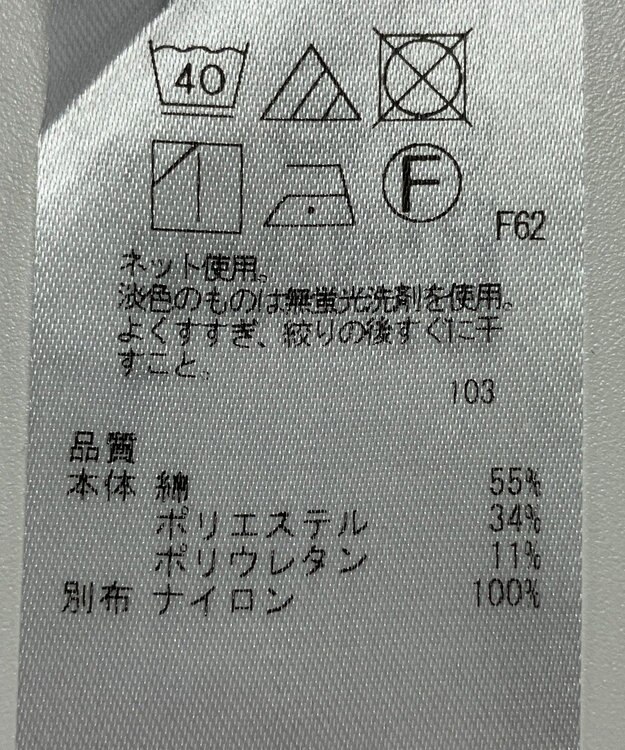 40
F
F62
ネット使用。
淡色のものは無蛍光洗剤を使用。
よくすすぎ、絞りの後すぐに干
すこと。
103
品質
本体 綿 55%
ポリエステル 34%
ポリウレタン 11%
別布 ナイロン 100%